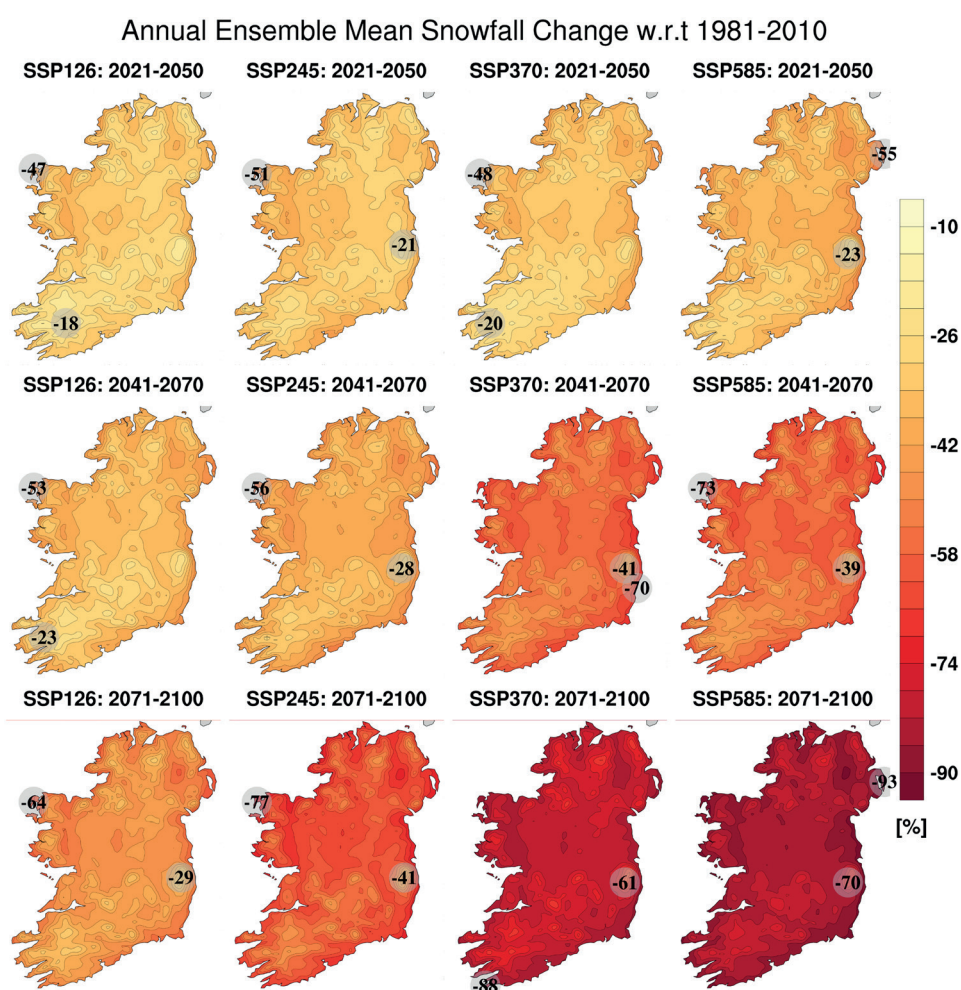 Annual Ensemble Mean Snowfall Change w.r.t 1981-2010
SSP126: 2021-2050 SSP245: 2021-2050 SSP370: 2021-2050 SSP585: 2021-2050
-47 -51 -48 -55
-21 -23
-18 -20
SSP126: 2041-2070 SSP245: 2041-2070 SSP370: 2041-2070 SSP585: 2041-2070
-53 -56 -73
-28 -41 -39
-70
-23
SSP126: 2071-2100 SSP245: 2071-2100 SSP370: 2071-2100 SSP585: 2071-2100
-64 -77 -93
-29 -41 -61 -70
-88
-10
-26
-42
-58
-74
-90
[%]